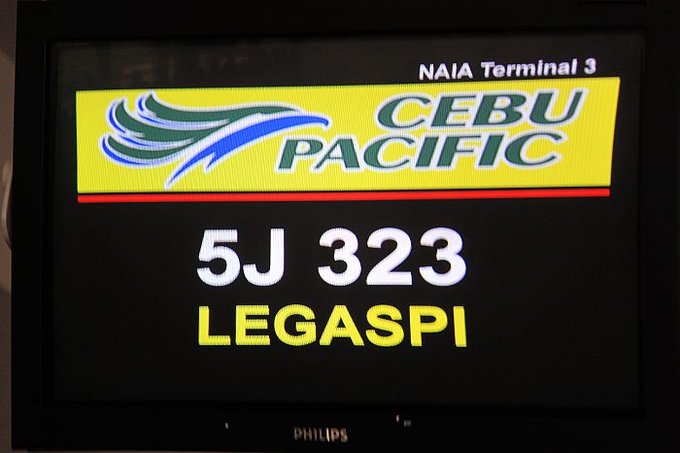 NAIA Terminal 3
CEBU
PACIFIC
5J 323
LEGASPI
PHILIPS